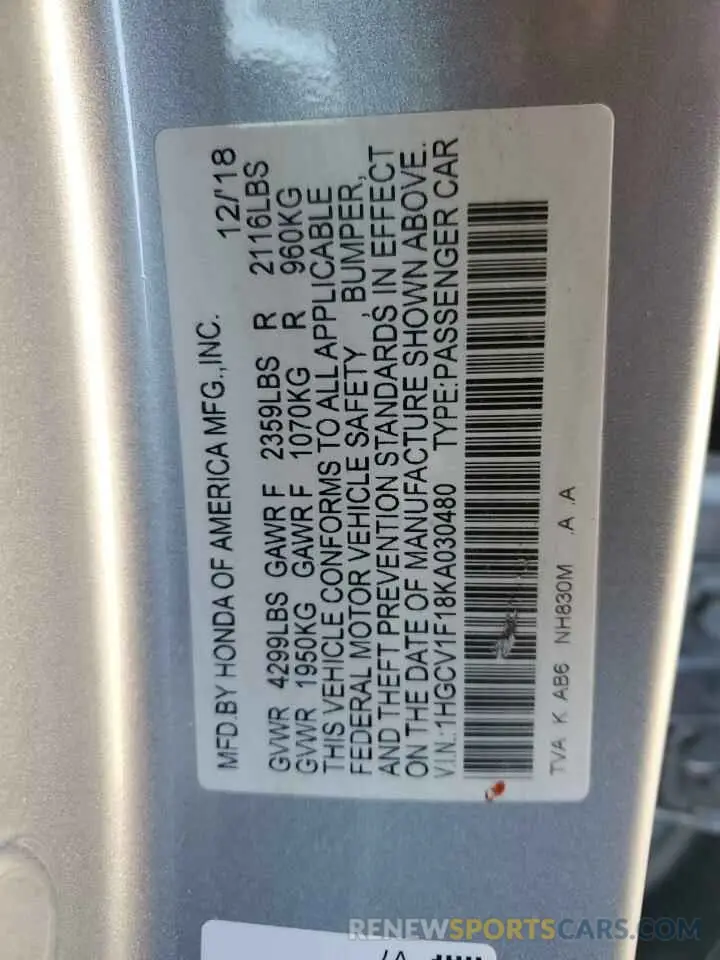 MFD.BY HONDA OF AMERICA MFG.,INC. 12/'18
GVWR 4299LBS GAWR F 2359LBS R 2116LBS
GVWR 1950KG GAWR F 1070KG R 960KG
THIS VEHICLE CONFORMS TO ALL APPLICABLE
FEDERAL MOTOR VEHICLE SAFETY , BUMPER,
AND THEFT PREVENTION STANDARDS IN EFFECT
ON THE DATE OF MANUFACTURE SHOWN ABOVE.
V.I.N.:1HGCV1F18KA030480 TYPE:PASSENGER CAR
TVA K AB6 NH830M .A .A
RENEWSPORTSCARS.COM